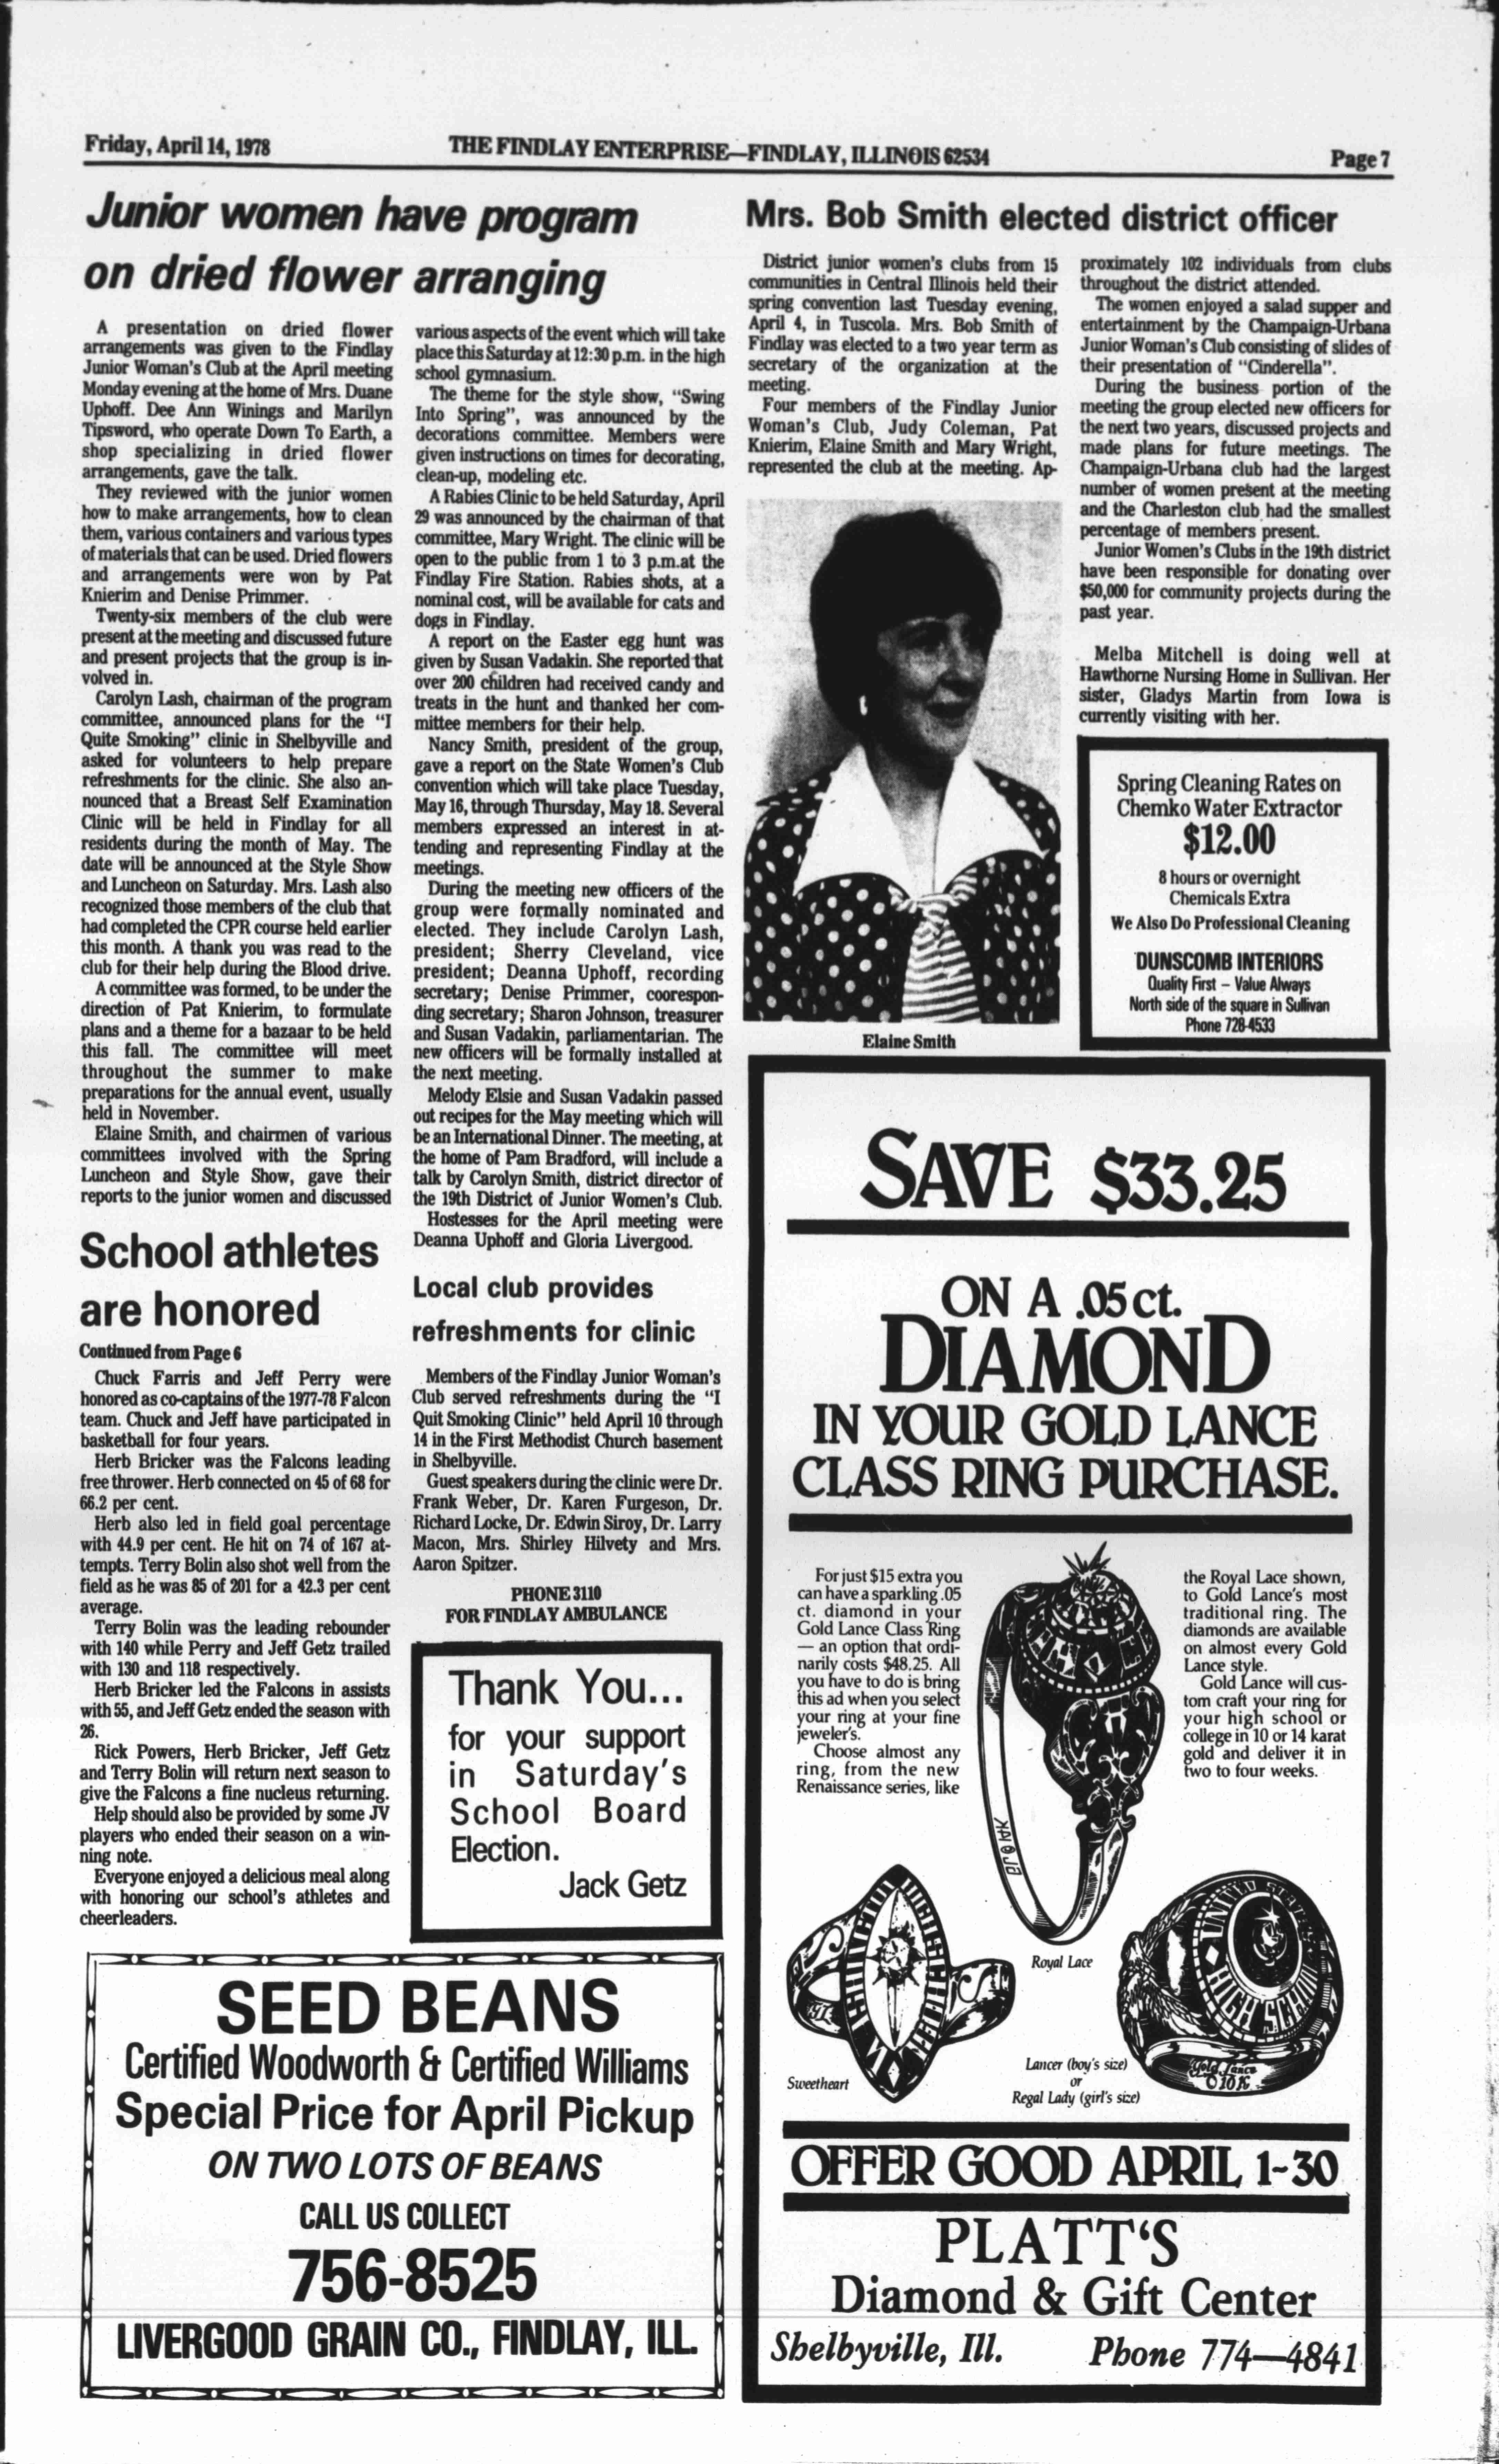 Friday, April 14, 1978
THE FINDLAY ENTERPRISE—FINDLAY, ILLINOIS 62534
Page 7
Junior women have program
on dried flower arranging
A presentation on dried flower
arrangements was given to the Findlay
Junior Woman's Club at the April meeting
Monday evening at the home of Mrs. Duane
Uphoff. Dee Ann Winings and Marilyn
Tipsword, who operate Down To Earth, a
shop specializing in dried flower
arrangements, gave the talk.
They reviewed with the junior women
how to make arrangements, how to clean
them, various containers and various types
of materials that can be used. Dried flowers
and arrangements were won by Pat
Knierim and Denise Primmer.
Twenty-six members of the club were
present at the meeting and discussed future
and present projects that the group is in-
volved in.
Carolyn Lash, chairman of the program
committee, announced plans for the "I
Quite Smoking" clinic in Shelbyville and
asked for volunteers to help prepare
refreshments for the clinic. She also an-
nounced that a Breast Self Examination
Clinic will be held in Findlay for all
residents during the month of May. The
date will be announced at the Style Show
and Luncheon on Saturday. Mrs. Lash also
recognized those members of the club that
had completed the CPR course held earlier
this month. A thank you was read to the
club for their help during the Blood drive.
A committee was formed, to be under the
direction of Pat Knierim, to formulate
plans and a theme for a bazaar to be held
this fall. The committee will meet
throughout the summer to make
preparations for the annual event, usually
held in November.
Elaine Smith, and chairmen of various
committees involved with the Spring
Luncheon and Style Show, gave their
reports to the junior women and discussed
various aspects of the event which will take
place this Saturday at 12:30 p.m. in the high
school gymnasium.
The theme for the style show, "Swing
Into Spring", was announced by the
decorations committee. Members were
given instructions on times for decorating,
clean-up, modeling etc.
A Rabies Clinic to be held Saturday, April
29 was announced by the chairman of that
committee, Mary Wright. The clinic will be
open to the public from 1 to 3 p.m.at the
Findlay Fire Station. Rabies shots, at a
nominal cost, will be available for cats and
dogs in Findlay.
A report on the Easter egg hunt was
given by Susan Vadakin. She reported that
over 200 children had received candy and
treats in the hunt and thanked her com-
mittee members for their help.
Nancy Smith, president of the group,
gave a report on the State Women's Club
convention which will take place Tuesday,
May 16, through Thursday, May 18. Several
members expressed an interest in at-
tending and representing Findlay at the
meetings.
During the meeting new officers of the
group were formally nominated and
elected. They include Carolyn Lash,
president; Sherry Cleveland, vice
president; Deanna Uphoff, recording
secretary; Denise Primmer, coorespon-
ding secretary; Sharon Johnson, treasurer
and Susan Vadakin, parliamentarian. The
new officers will be formally installed at
the next meeting.
Melody Elsie and Susan Vadakin passed
out recipes for the May meeting which will
be an International Dinner. The meeting, at
the home of Pam Bradford, will include a
talk by Carolyn Smith, district director of
the 19th District of Junior Women's Club.
Hostesses for the April meeting were
Deanna Uphoff and Gloria Livergood.
School athletes
are honored
Continued from Page 6
Chuck Farris and Jeff Perry were
honored as co-captains of the 1977-78 Falcon
team. Chuck and Jeff have participated in
basketball for four years.
Herb Bricker was the Falcons leading
free thrower. Herb connected on 45 of 68 for
66.2 per cent.
Herb also led in field goal percentage
with 44.9 per cent. He hit on 74 of 167 at-
tempts. Terry Bolin also shot well from the
field as he was 85 of 201 for a 42.3 per cent
average.
Terry Bolin was the leading rebounder
with 140 while Perry and Jeff Getz trailed
with 130 and 118 respectively.
Herb Bricker led the Falcons in assists
with 55, and Jeff Getz ended the season with
26.
Rick Powers, Herb Bricker, Jeff Getz
and Terry Bolin will return next season to
give the Falcons a fine nucleus returning.
Help should also be provided by some JV
players who ended their season on a win-
ning note.
Everyone enjoyed a delicious meal along
with honoring our school's athletes and
cheerleaders.
Local club provides
refreshments for clinic
Members of the Findlay Junior Woman's
Club served refreshments during the "I
Quit Smoking Clinic" held April 10 through
14 in the First Methodist Church basement
in Shelbyville.
Guest speakers during the clinic were Dr.
Frank Weber, Dr. Karen Furgeson, Dr.
Richard Locke, Dr. Edwin Siroy, Dr. Larry
Macon, Mrs. Shirley Hilvety and Mrs.
Aaron Spitzer.
PHONE 3110
FOR FINDLAY AMBULANCE
Thank You...
for your support
in Saturday's
School Board
Election.
Jack Getz
SEED BEANS
Certified Woodworth & Certified Williams
Special Price for April Pickup
ON TWO LOTS OF BEANS
CALL US COLLECT
756-8525
LIVERGOOD GRAIN CO., FINDLAY, ILL.
Mrs. Bob Smith elected district officer
District junior women's clubs from 15
communities in Central Illinois held their
spring convention last Tuesday evening,
April 4, in Tuscola. Mrs. Bob Smith of
Findlay was elected to a two year term as
secretary of the organization at the
meeting.
Four members of the Findlay Junior
Woman's Club, Judy Coleman, Pat
Knierim, Elaine Smith and Mary Wright,
represented the club at the meeting. Ap-
proximately 102 individuals from clubs
throughout the district attended.
The women enjoyed a salad supper and
entertainment by the Champaign-Urbana
Junior Woman's Club consisting of slides of
their presentation of "Cinderella".
During the business portion of the
meeting the group elected new officers for
the next two years, discussed projects and
made plans for future meetings. The
Champaign-Urbana club had the largest
number of women present at the meeting
and the Charleston club had the smallest
percentage of members present.
Junior Women's Clubs in the 19th district
have been responsible for donating over
$50,000 for community projects during the
past year.
Elaine Smith
Melba Mitchell is doing well at
Hawthorne Nursing Home in Sullivan. Her
sister, Gladys Martin from Iowa is
currently visiting with her.
Spring Cleaning Rates on
Chemko Water Extractor
$12.00
8 hours or overnight
Chemicals Extra
We Also Do Professional Cleaning
DUNSCOMB INTERIORS
Quality First – Value Always
North side of the square in Sullivan
Phone 728-4533
SAVE $33.25
ON A .05 ct.
DIAMOND
IN YOUR GOLD LANCE
CLASS RING PURCHASE.
For just $15 extra you
can have a sparkling .05
ct. diamond in your
Gold Lance Class Ring
— an option that ordi-
narily costs $48.25. All
you have to do is bring
this ad when you select
your ring at your fine
jeweler's.
Choose almost any
ring, from the new
Renaissance series, like
the Royal Lace shown,
to Gold Lance's most
traditional ring. The
diamonds are available
on almost every Gold
Lance style.
Gold Lance will cus-
tom craft your ring for
your high school or
college in 10 or 14 karat
gold and deliver it in
two to four weeks.
Royal Lace
Sweetheart
Lancer (boy's size)
or
Regal Lady (girl's size)
UNITED STATES
HIGH SCHOOL
Gold Lance
10K
OFFER GOOD APRIL 1-30
PLATT'S
Diamond & Gift Center
Shelbyville, Ill.
Phone 774—4841